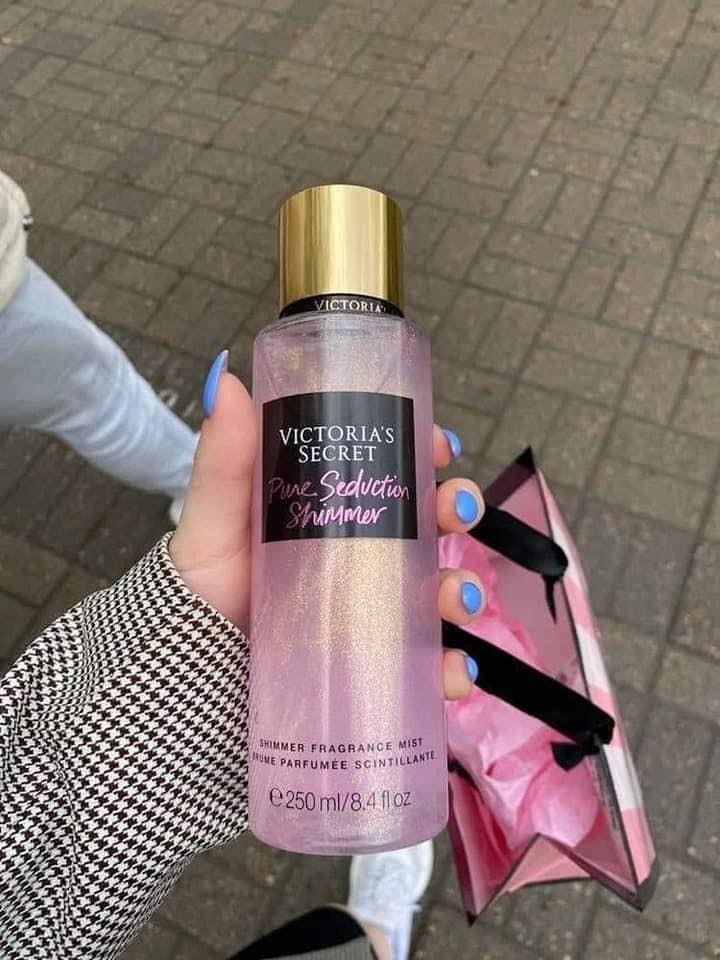 VICTORIA'S
VICTORIA'S
SECRET
Pure Seduction
Shimmer
SHIMMER FRAGRANCE MIST
BRUME PARFUMÉE SCINTILLANTE
℮ 250 ml/8.4 fl oz